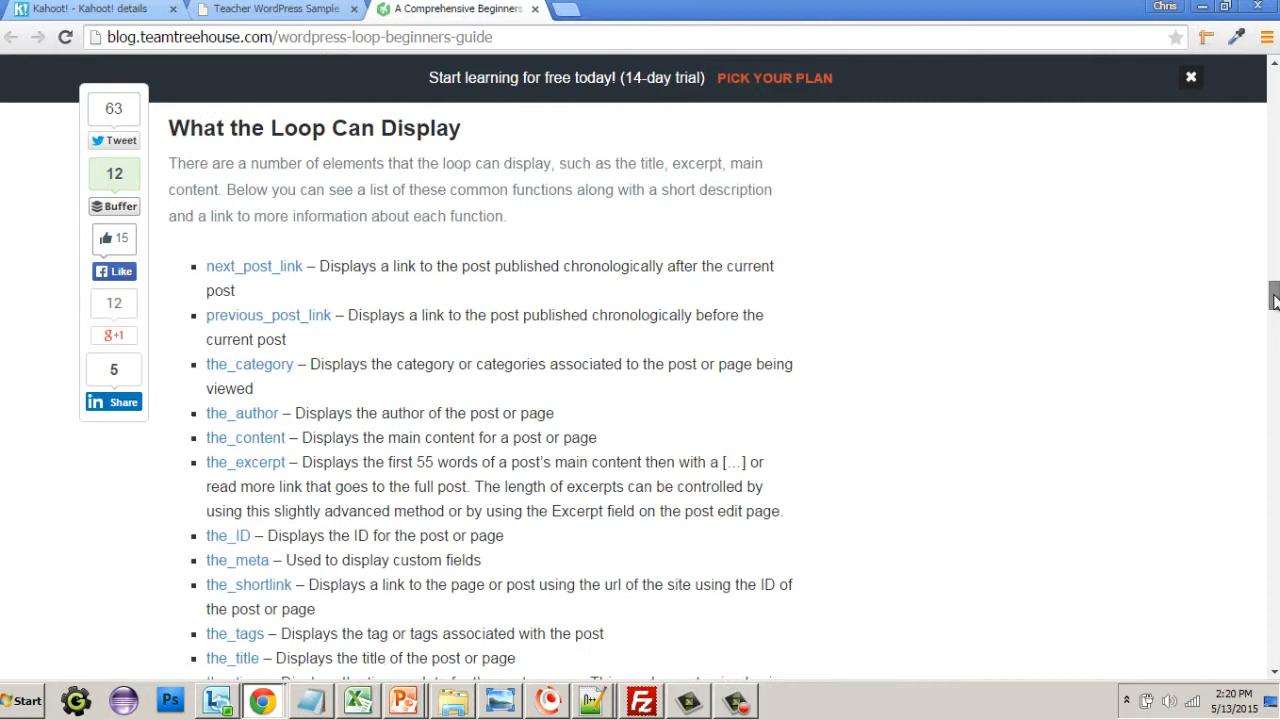 Kahoot! - Kahoot! details
Teacher WordPress Sample
A Comprehensive Beginners
Chris
blog.teamtreehouse.com/wordpress-loop-beginners-guide
Start learning for free today! (14-day trial) PICK YOUR PLAN
63
Tweet
12
Buffer
15
Like
12
g+1
5
in Share
What the Loop Can Display
There are a number of elements that the loop can display, such as the title, excerpt, main
content. Below you can see a list of these common functions along with a short description
and a link to more information about each function.
next_post_link – Displays a link to the post published chronologically after the current
post
previous_post_link – Displays a link to the post published chronologically before the
current post
the_category – Displays the category or categories associated to the post or page being
viewed
the_author – Displays the author of the post or page
the_content – Displays the main content for a post or page
the_excerpt – Displays the first 55 words of a post’s main content then with a […] or
read more link that goes to the full post. The length of excerpts can be controlled by
using this slightly advanced method or by using the Excerpt field on the post edit page.
the_ID – Displays the ID for the post or page
the_meta – Used to display custom fields
the_shortlink – Displays a link to the page or post using the url of the site using the ID of
the post or page
the_tags – Displays the tag or tags associated with the post
the_title – Displays the title of the post or page
Start
Ps
2:20 PM
5/13/2015